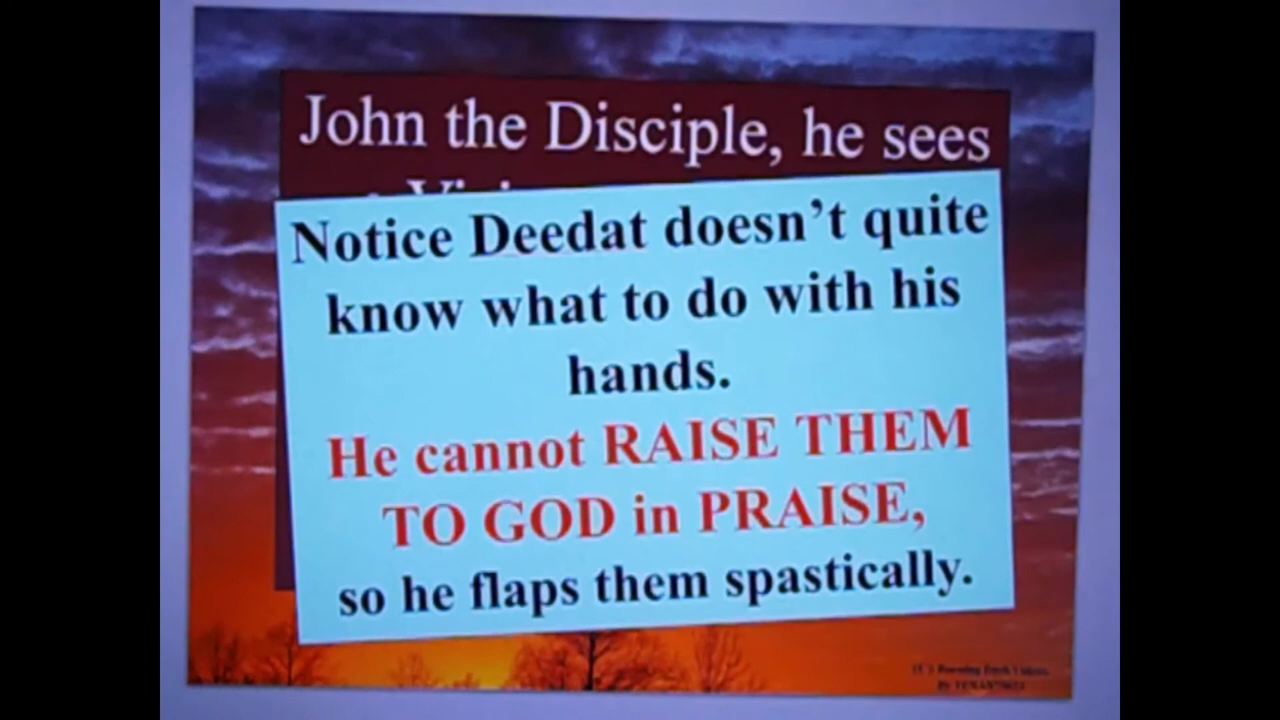 John the Disciple, he sees
Notice Deedat doesn't quite
know what to do with his
hands.
He cannot RAISE THEM
TO GOD in PRAISE,
so he flaps them spastically.